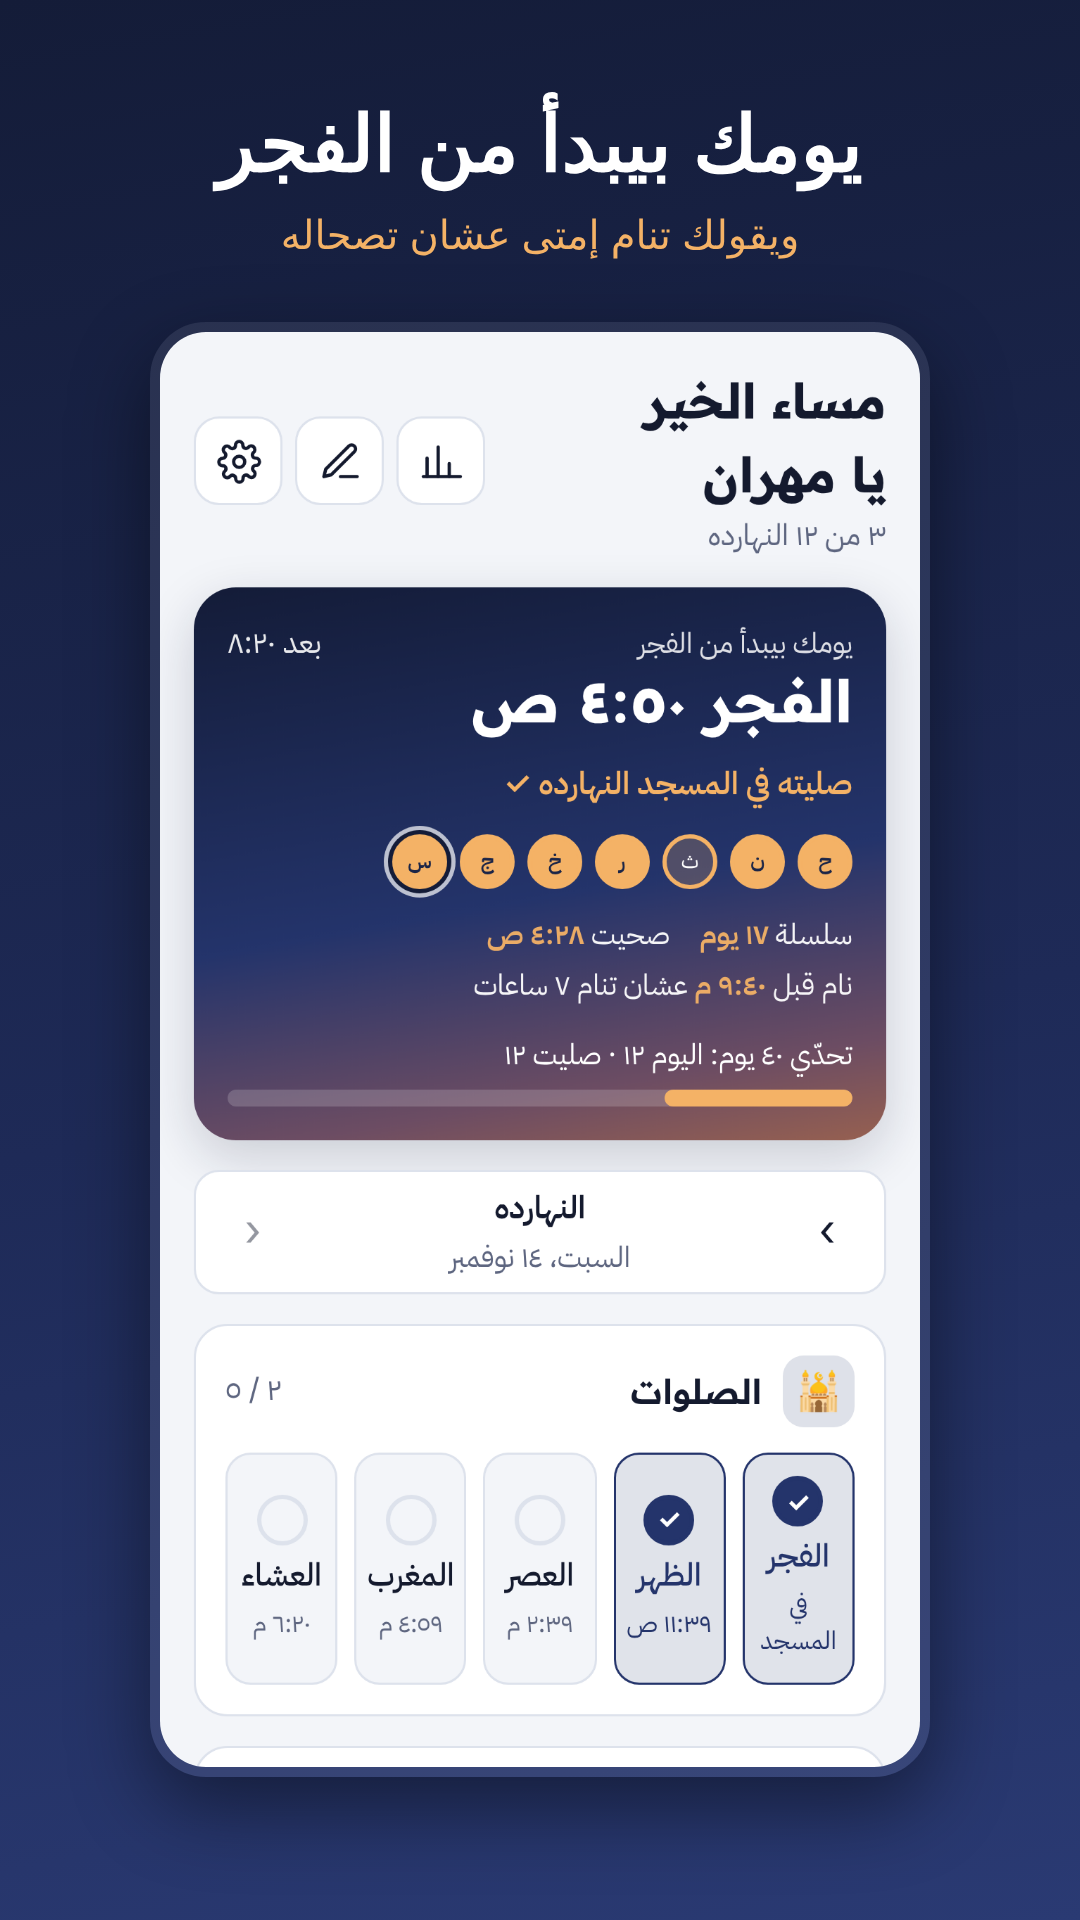 يومك بيبدأ من الفجر
ويقولك تنام إمتى عشان تصحاله
مساء الخير
يا مهران
٣ من ١٢ النهارده
يومك بيبدأ من الفجر
بعد ٨:٢٠
الفجر ٤:٥٠ ص
صليته في المسجد النهارده ✓
ح ن ث ر خ ج س
سلسلة ١٧ يوم صحيت ٤:٢٨ ص
نام قبل ٩:٤٠ م عشان تنام ٧ ساعات
تحدّي ٤٠ يوم: اليوم ١٢ · صليت ١٢
النهارده
السبت، ١٤ نوفمبر
الصلوات
٢ / ٥
الفجر
في
المسجد
الظهر
١١:٣٩ ص
العصر
٢:٣٩ م
المغرب
٤:٥٩ م
العشاء
٦:٢٠ م